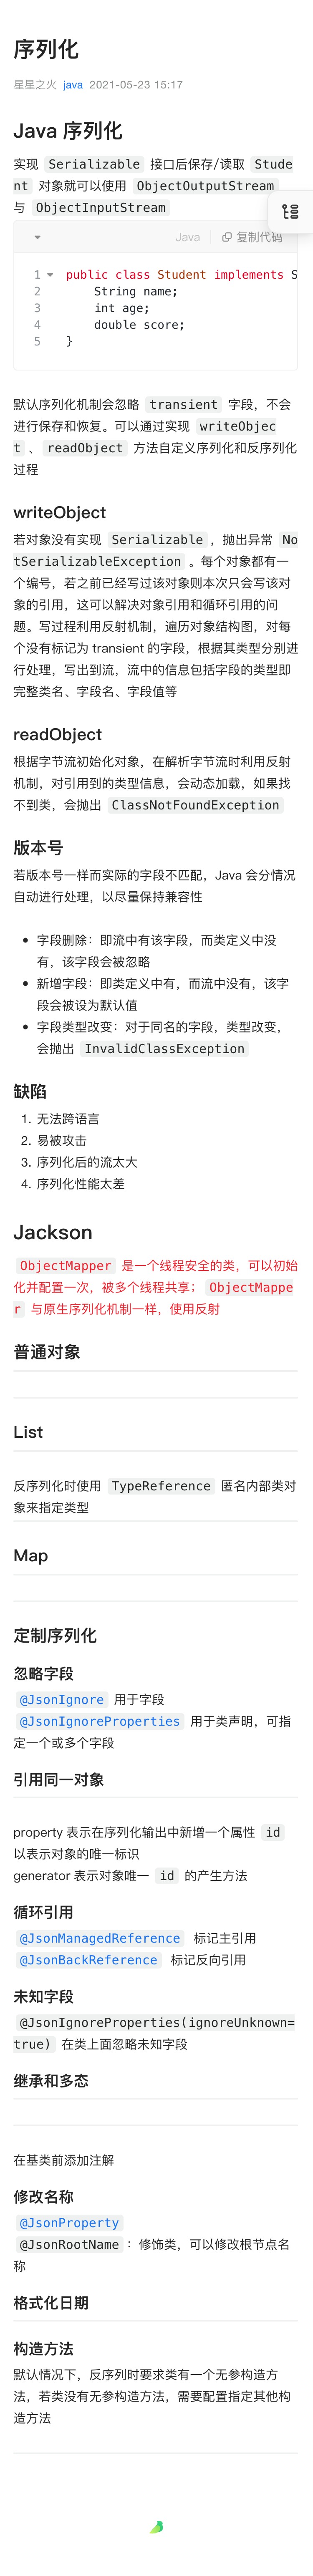 序列化
星星之火 java 2021-05-23 15:17
Java 序列化
实现 Serializable 接口后保存/读取 Stude
nt 对象就可以使用 ObjectOutputStream
与 ObjectInputStream
Java 复制代码
1 public class Student implements S
2 String name;
3 int age;
4 double score;
5 }
默认序列化机制会忽略 transient 字段，不会
进行保存和恢复。可以通过实现 writeObjec
t 、 readObject 方法自定义序列化和反序列化
过程
writeObject
若对象没有实现 Serializable ，抛出异常 No
tSerializableException 。每个对象都有一
个编号，若之前已经写过该对象则本次只会写该对
象的引用，这可以解决对象引用和循环引用的问
题。写过程利用反射机制，遍历对象结构图，对每
个没有标记为 transient 的字段，根据其类型分别进
行处理，写出到流，流中的信息包括字段的类型即
完整类名、字段名、字段值等
readObject
根据字节流初始化对象，在解析字节流时利用反射
机制，对引用到的类型信息，会动态加载，如果找
不到类，会抛出 ClassNotFoundException
版本号
若版本号一样而实际的字段不匹配，Java 会分情况
自动进行处理，以尽量保持兼容性
• 字段删除：即流中有该字段，而类定义中没
有，该字段会被忽略
• 新增字段：即类定义中有，而流中没有，该字
段会被设为默认值
• 字段类型改变：对于同名的字段，类型改变，
会抛出 InvalidClassException
缺陷
1. 无法跨语言
2. 易被攻击
3. 序列化后的流太大
4. 序列化性能太差
Jackson
ObjectMapper 是一个线程安全的类，可以初始
化并配置一次，被多个线程共享； ObjectMappe
r 与原生序列化机制一样，使用反射
普通对象
List
反序列化时使用 TypeReference 匿名内部类对
象来指定类型
Map
定制序列化
忽略字段
@JsonIgnore 用于字段
@JsonIgnoreProperties 用于类声明，可指
定一个或多个字段
引用同一对象
property 表示在序列化输出中新增一个属性 id
以表示对象的唯一标识
generator 表示对象唯一 id 的产生方法
循环引用
@JsonManagedReference 标记主引用
@JsonBackReference 标记反向引用
未知字段
@JsonIgnoreProperties(ignoreUnknown=
true) 在类上面忽略未知字段
继承和多态
在基类前添加注解
修改名称
@JsonProperty
@JsonRootName ：修饰类，可以修改根节点名
称
格式化日期
构造方法
默认情况下，反序列时要求类有一个无参构造方
法，若类没有无参构造方法，需要配置指定其他构
造方法